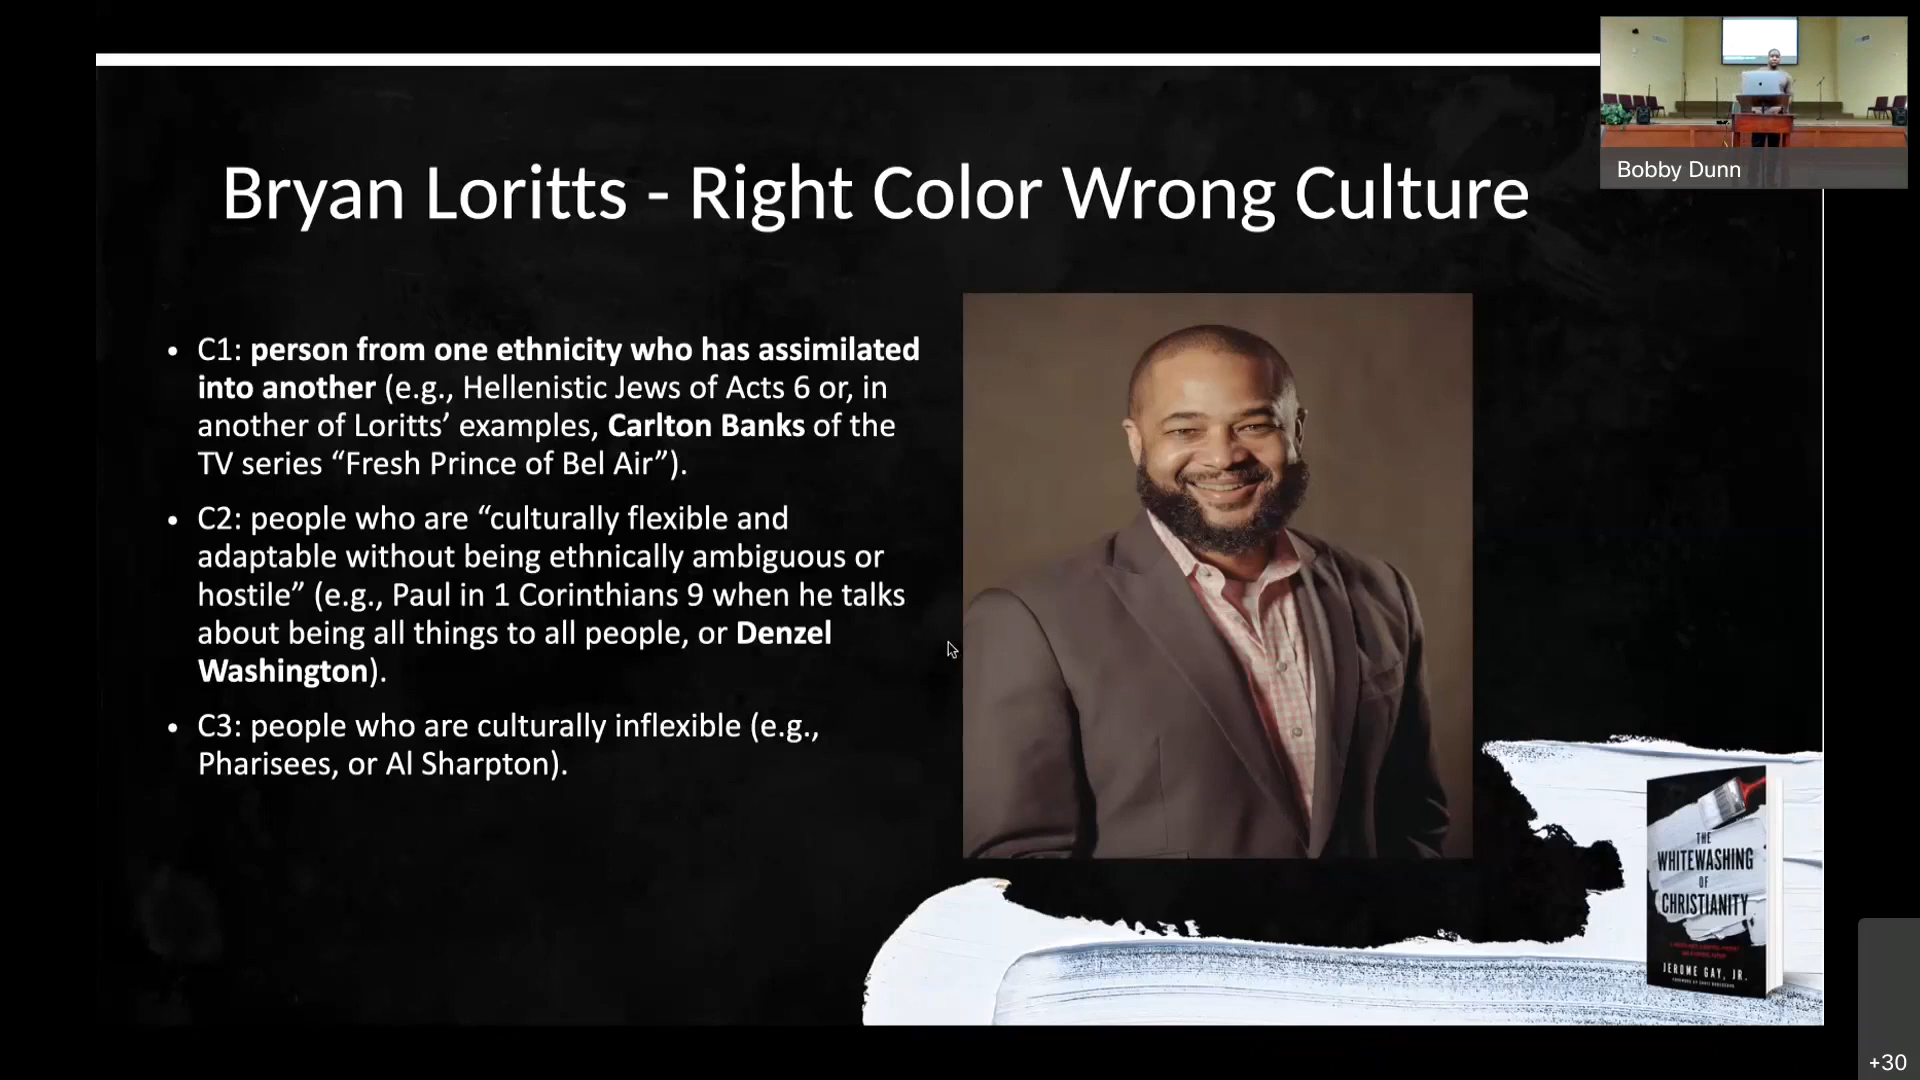 Bryan Loritts - Right Color Wrong Culture
Bobby Dunn
• C1: person from one ethnicity who has assimilated
into another (e.g., Hellenistic Jews of Acts 6 or, in
another of Loritts’ examples, Carlton Banks of the
TV series “Fresh Prince of Bel Air”).
• C2: people who are “culturally flexible and
adaptable without being ethnically ambiguous or
hostile” (e.g., Paul in 1 Corinthians 9 when he talks
about being all things to all people, or Denzel
Washington).
• C3: people who are culturally inflexible (e.g.,
Pharisees, or Al Sharpton).
THE
WHITEWASHING
OF
CHRISTIANITY
JEROME GAY, JR.
+30